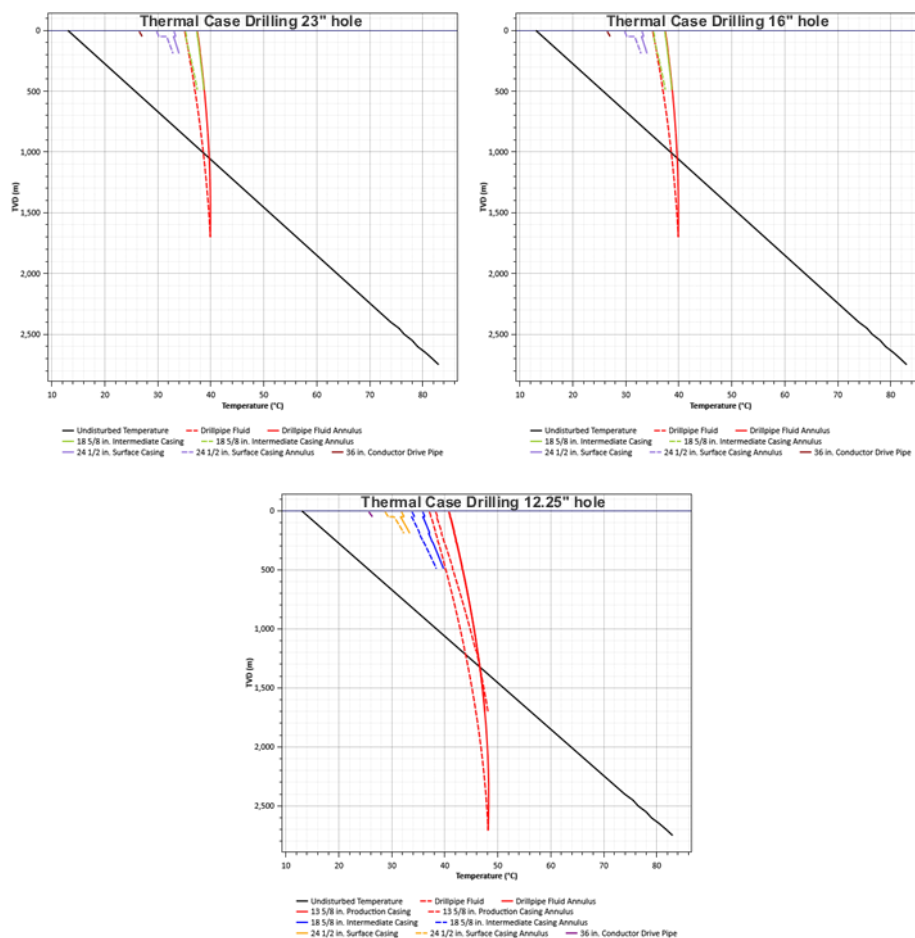 Thermal Case Drilling 23" hole
0
500
1,000
1,500
2,000
2,500
TVD (m)
10 20 30 40 50 60 70 80
Temperature (°C)
Undisturbed Temperature Drillpipe Fluid Drillpipe Fluid Annulus
18 5/8 in. Intermediate Casing 18 5/8 in. Intermediate Casing Annulus
24 1/2 in. Surface Casing 24 1/2 in. Surface Casing Annulus 36 in. Conductor Drive Pipe
Thermal Case Drilling 16" hole
0
500
1,000
1,500
2,000
2,500
TVD (m)
10 20 30 40 50 60 70 80
Temperature (°C)
Undisturbed Temperature Drillpipe Fluid Drillpipe Fluid Annulus
18 5/8 in. Intermediate Casing 18 5/8 in. Intermediate Casing Annulus
24 1/2 in. Surface Casing 24 1/2 in. Surface Casing Annulus 36 in. Conductor Drive Pipe
Thermal Case Drilling 12.25" hole
0
500
1,000
1,500
2,000
2,500
TVD (m)
10 20 30 40 50 60 70 80
Temperature (°C)
Undisturbed Temperature Drillpipe Fluid Drillpipe Fluid Annulus
13 5/8 in. Production Casing 13 5/8 in. Production Casing Annulus
18 5/8 in. Intermediate Casing 18 5/8 in. Intermediate Casing Annulus
24 1/2 in. Surface Casing 24 1/2 in. Surface Casing Annulus 36 in. Conductor Drive Pipe